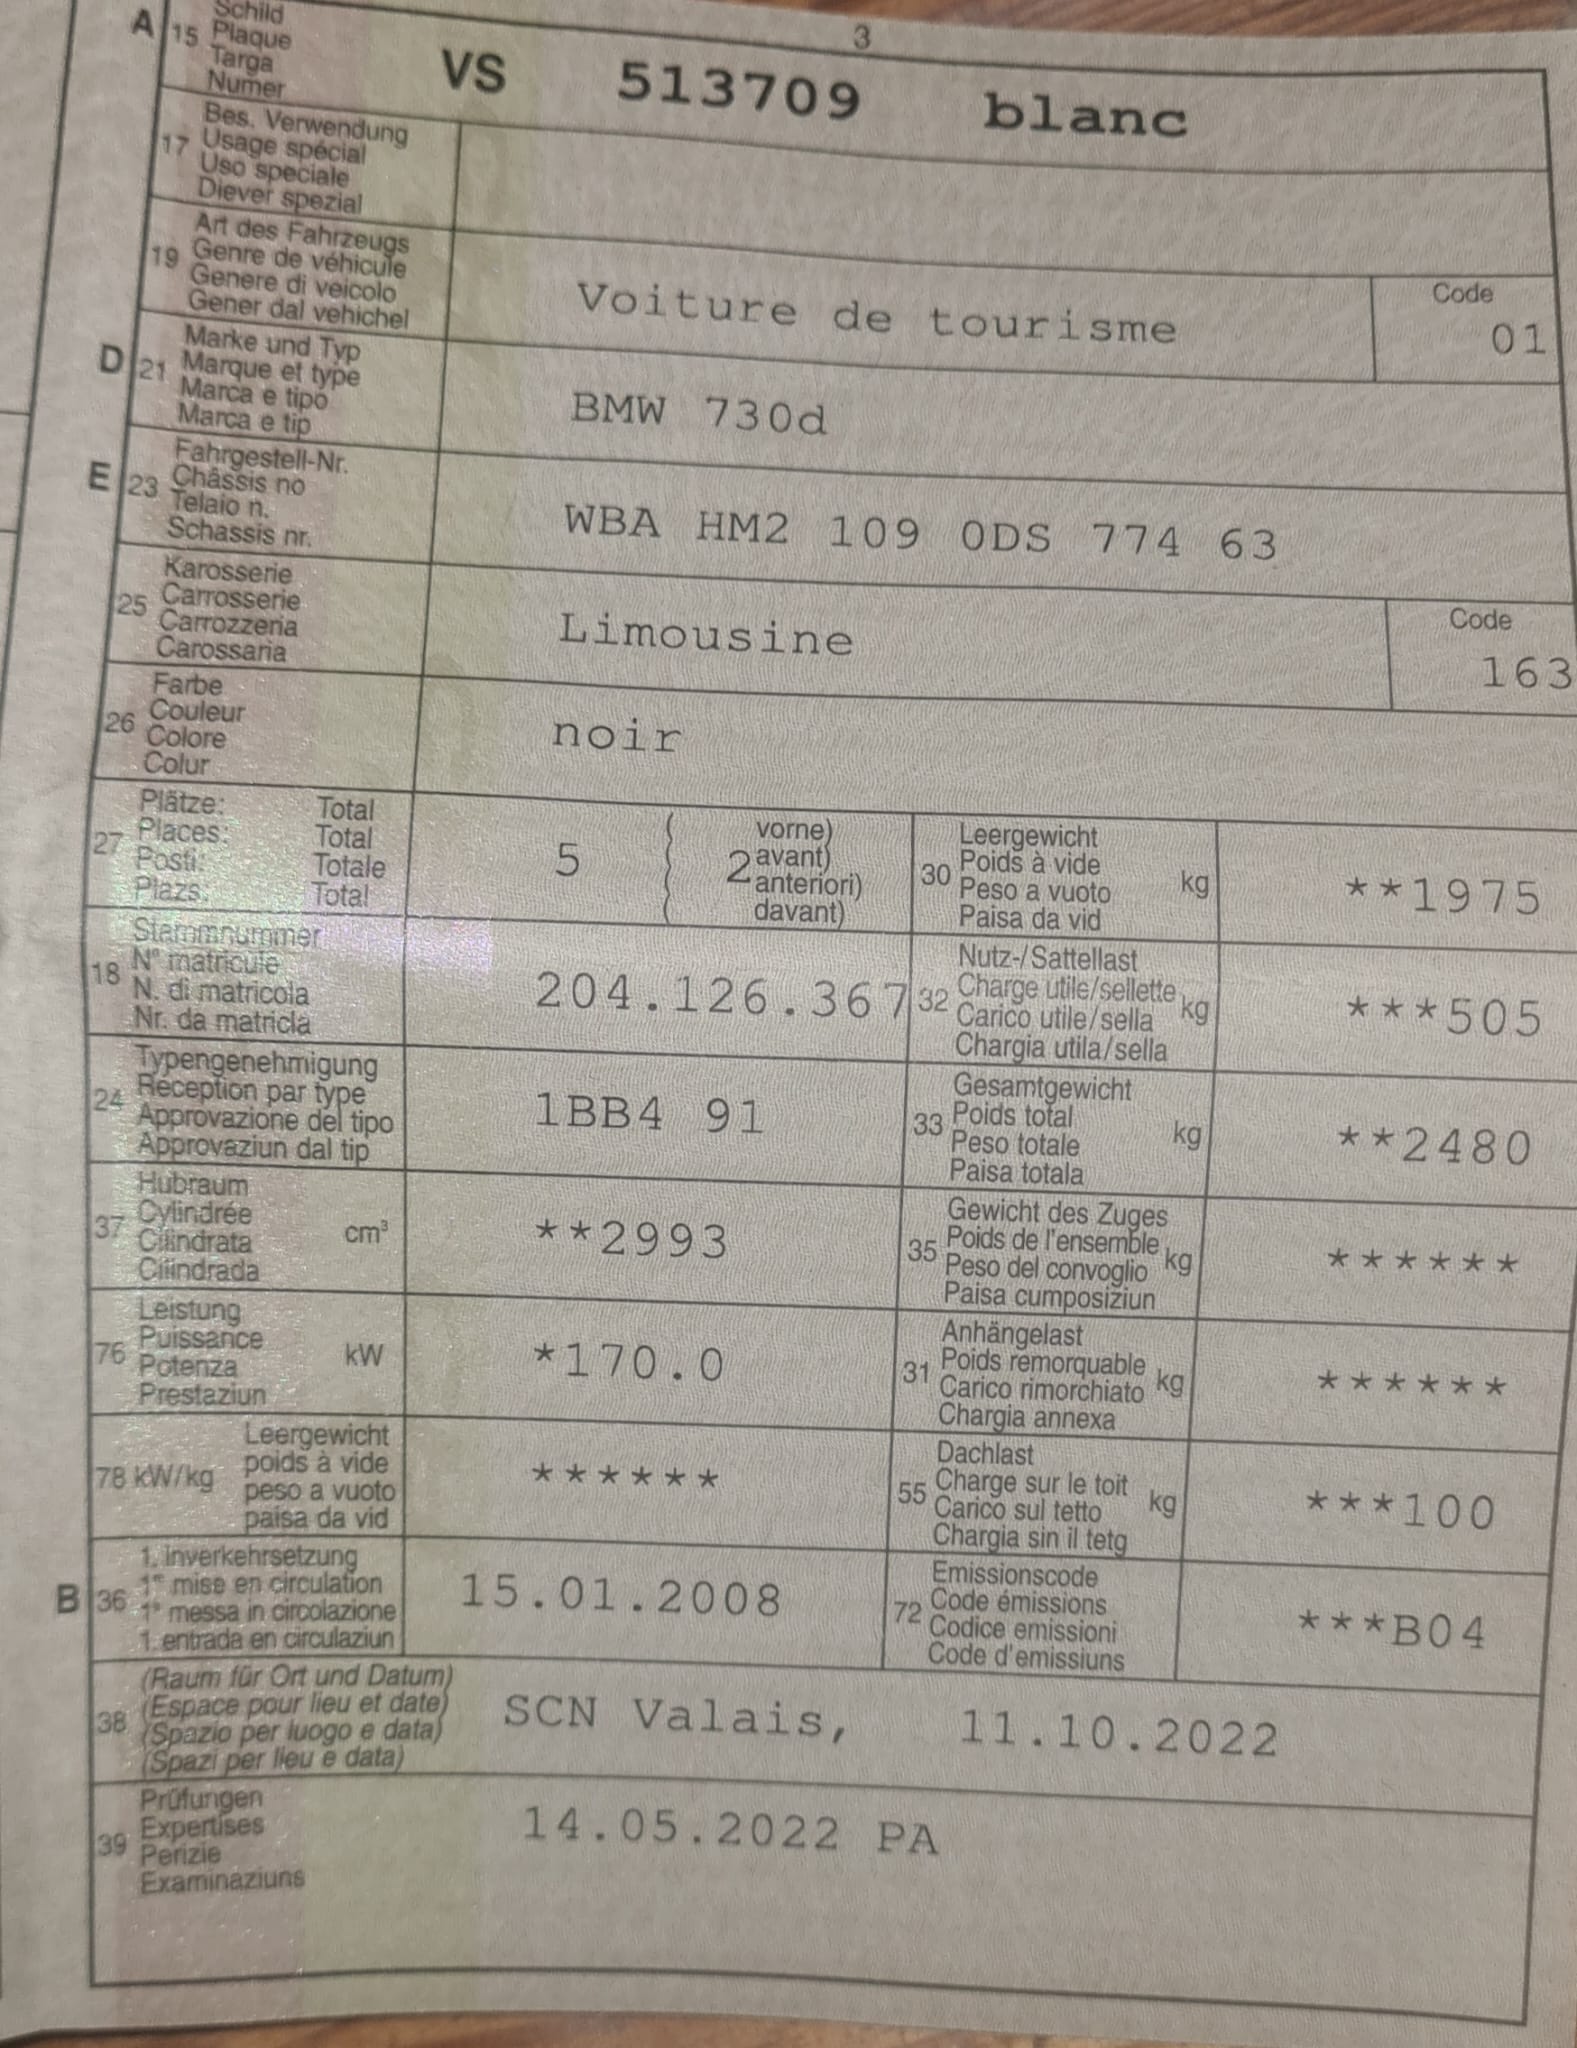 3
A 15 Schild
Plaque
Targa
Numer
VS 513709 blanc
17 Bes. Verwendung
Usage spécial
Uso speciale
Diever spezial
19 Art des Fahrzeugs
Genre de véhicule
Genere di veicolo
Gener dal vehichel
Voiture de tourisme
Code
01
D 21 Marke und Typ
Marque et type
Marca e tipo
Marca e tip
BMW 730d
E 23 Fahrgestell-Nr.
Châssis no
Telaio n.
Schassis nr.
WBA HM2 109 0DS 774 63
25 Karosserie
Carrosserie
Carrozzeria
Carossaria
Limousine
Code
163
26 Farbe
Couleur
Colore
Colur
noir
27 Plätze: Total
Places: Total
Posti: Totale
Plazs: Total
5
2 vorne)
avant)
anteriori)
davant)
30 Leergewicht
Poids à vide
Peso a vuoto
Paisa da vid
kg
**1975
18 Stammnummer
N° matricule
N. di matricola
Nr. da matricla
204.126.367
32 Nutz-/Sattellast
Charge utile/sellette
Carico utile/sella
Chargia utila/sella
kg
***505
24 Typengenehmigung
Réception par type
Approvazione del tipo
Approvaziun dal tip
1BB4 91
33 Gesamtgewicht
Poids total
Peso totale
Paisa totala
kg
**2480
37 Hubraum
Cylindrée
Cilindrata
Cilindrada
cm³
**2993
35 Gewicht des Zuges
Poids de l'ensemble
Peso del convoglio
Paisa cumposiziun
kg
******
76 Leistung
Puissance
Potenza
Prestaziun
kW
*170.0
31 Anhängelast
Poids remorquable
Carico rimorchiato
Chargia annexa
kg
******
78 kW/kg Leergewicht
poids à vide
peso a vuoto
paisa da vid
******
55 Dachlast
Charge sur le toit
Carico sul tetto
Chargia sin il tetg
kg
***100
B 36 1. Inverkehrsetzung
1re mise en circulation
1a messa in circolazione
1. entrada en circulaziun
15.01.2008
72 Emissionscode
Code émissions
Codice emissioni
Code d'emissiuns
***B04
38 (Raum für Ort und Datum)
(Espace pour lieu et date)
(Spazio per luogo e data)
(Spazi per lieu e data)
SCN Valais, 11.10.2022
39 Prüfungen
Expertises
Perizie
Examinaziuns
14.05.2022 PA